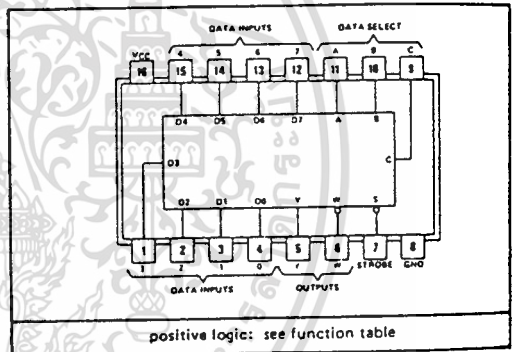 DATA INPUTS DATA SELECT
VCC 4 5 6 7 A B C
16 15 14 13 12 11 10 9
D4 D5 D6 D7 A B
D3 C
D2 D1 D0 Y W S
1 2 3 4 5 6 7 8
3 2 1 0 Y W STROBE GND
DATA INPUTS OUTPUTS
positive logic: see function table